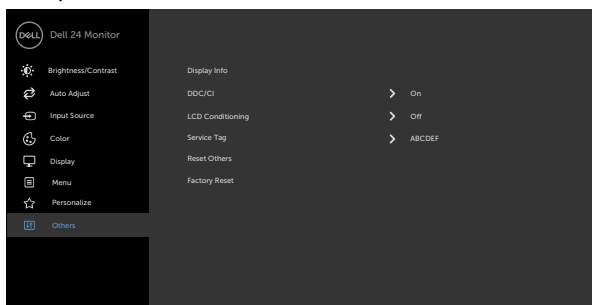 DELL Dell 24 Monitor
Brightness/Contrast
Auto Adjust
Input Source
Color
Display
Menu
Personalize
Others
Display Info
DDC/CI > On
LCD Conditioning > Off
Service Tag > ABCDEF
Reset Others
Factory Reset